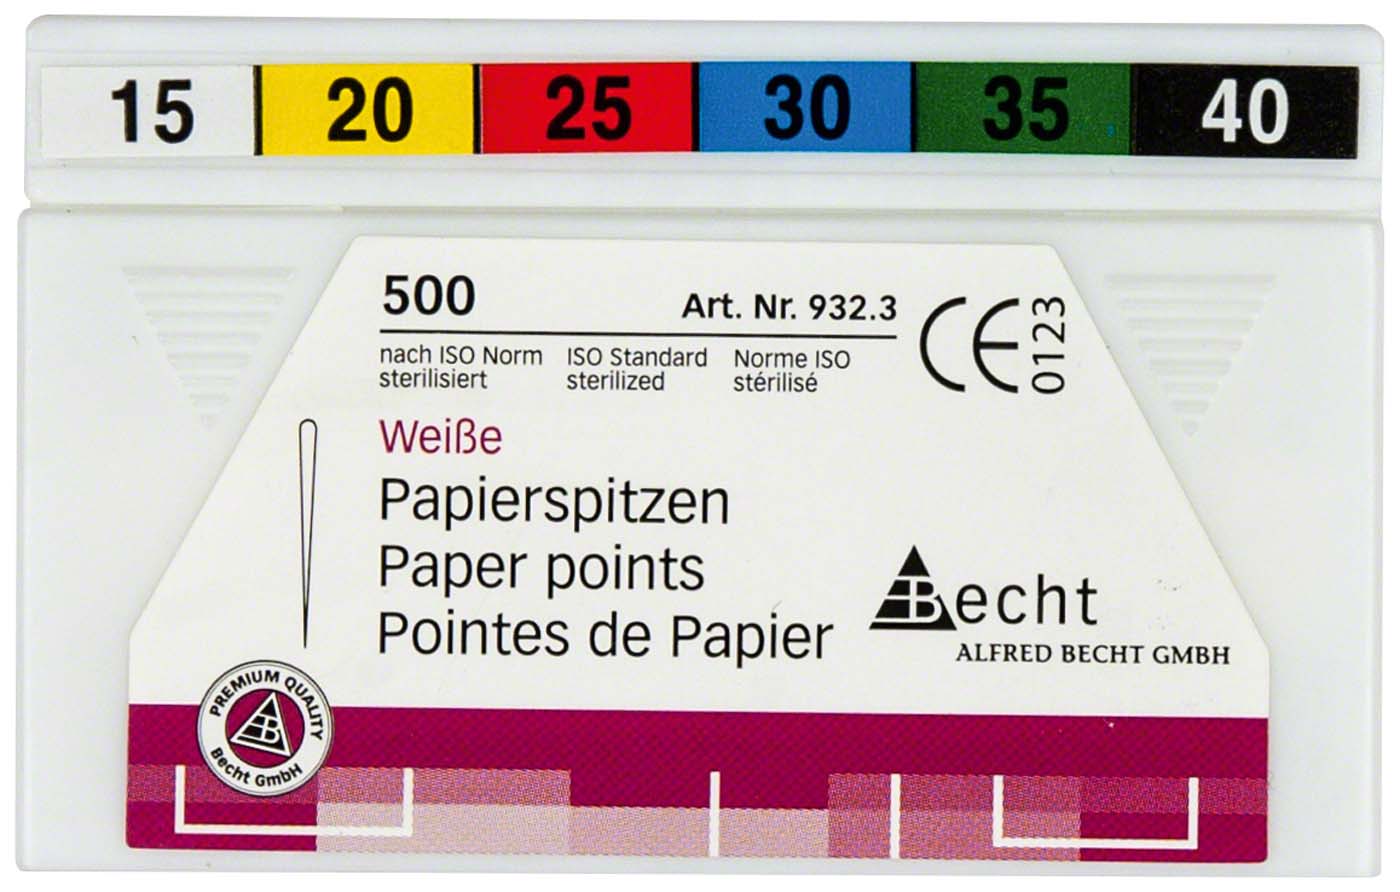 15 20 25 30 35 40
500 Art. Nr. 932.3
nach ISO Norm ISO Standard Norme ISO
sterilisiert sterilized stérilisé
CE 0123
Weiße
Papierspitzen
Paper points
Pointes de Papier
Becht
ALFRED BECHT GMBH
PREMIUM QUALITY
B
Becht GmbH